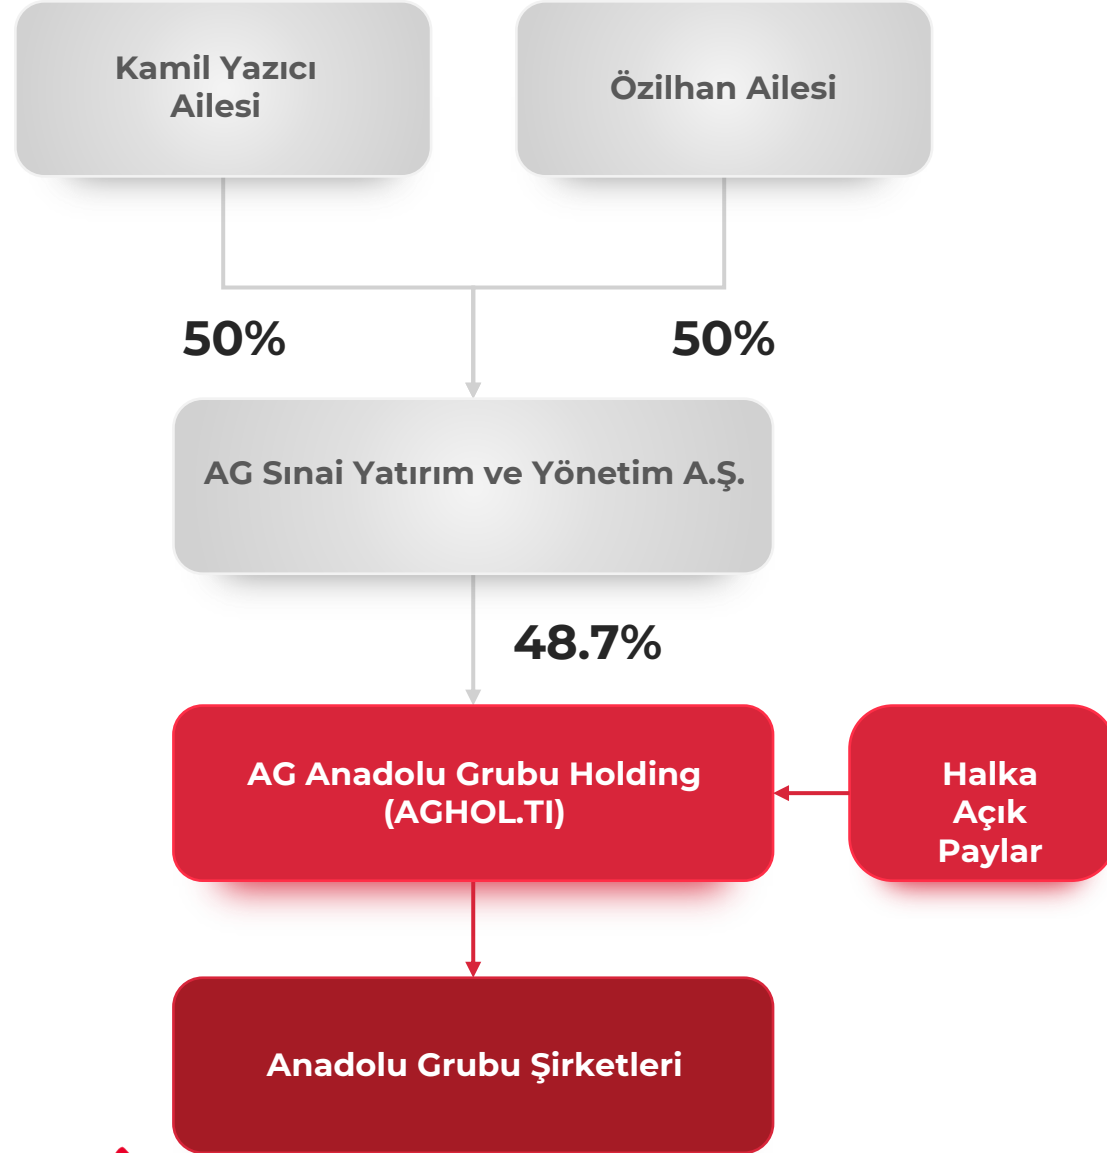 Kamil Yazıcı
Ailesi
Özilhan Ailesi
50%
50%
AG Sınai Yatırım ve Yönetim A.Ş.
48.7%
AG Anadolu Grubu Holding
(AGHOL.TI)
Halka
Açık
Paylar
Anadolu Grubu Şirketleri